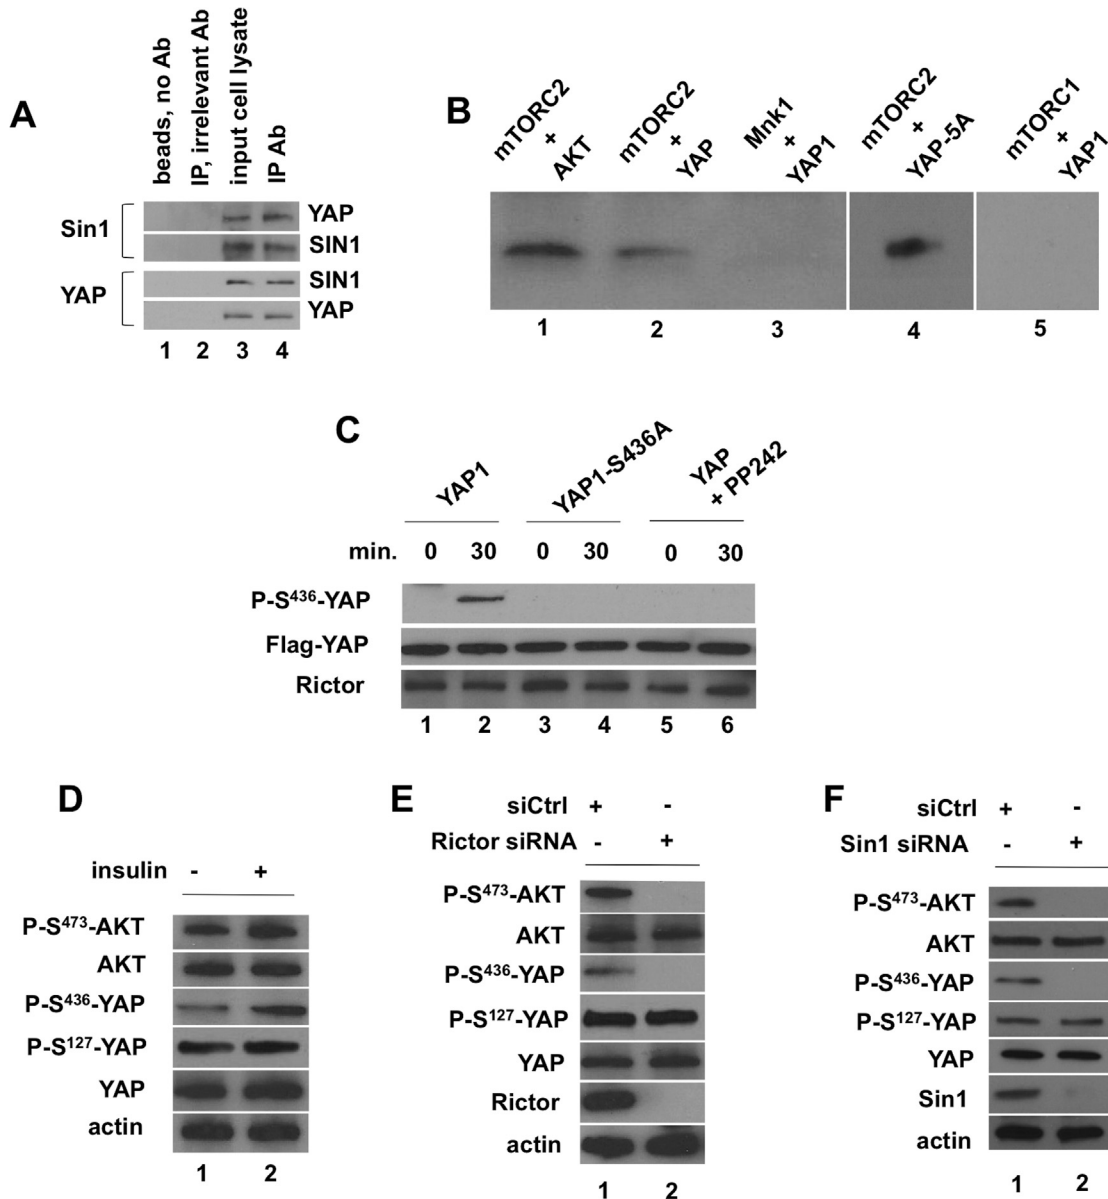 A
beads, no Ab
IP, irrelevant Ab
input cell lysate
IP Ab
Sin1
YAP
SIN1
YAP
SIN1
YAP
1 2 3 4
B
mTORC2 + AKT
mTORC2 + YAP
Mnk1 + YAP1
mTORC2 + YAP-5A
mTORC1 + YAP1
1 2 3 4 5
C
YAP1
YAP1-S436A
YAP + PP242
min. 0 30 0 30 0 30
P-S⁴³⁶-YAP
Flag-YAP
Rictor
1 2 3 4 5 6
D
insulin - +
P-S⁴⁷³-AKT
AKT
P-S⁴³⁶-YAP
P-S¹²⁷-YAP
YAP
actin
1 2
E
siCtrl + -
Rictor siRNA - +
P-S⁴⁷³-AKT
AKT
P-S⁴³⁶-YAP
P-S¹²⁷-YAP
YAP
Rictor
actin
1 2
F
siCtrl + -
Sin1 siRNA - +
P-S⁴⁷³-AKT
AKT
P-S⁴³⁶-YAP
P-S¹²⁷-YAP
YAP
Sin1
actin
1 2